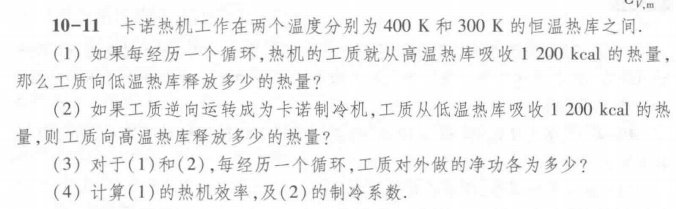 C_{V,m}
10-11 卡诺热机工作在两个温度分别为 400 K 和 300 K 的恒温热库之间.
(1) 如果每经历一个循环,热机的工质就从高温热库吸收 1 200 kcal 的热量,
那么工质向低温热库释放多少的热量?
(2) 如果工质逆向运转成为卡诺制冷机,工质从低温热库吸收 1 200 kcal 的热
量,则工质向高温热库释放多少的热量?
(3) 对于(1)和(2),每经历一个循环,工质对外做的净功各为多少?
(4) 计算(1)的热机效率,及(2)的制冷系数.